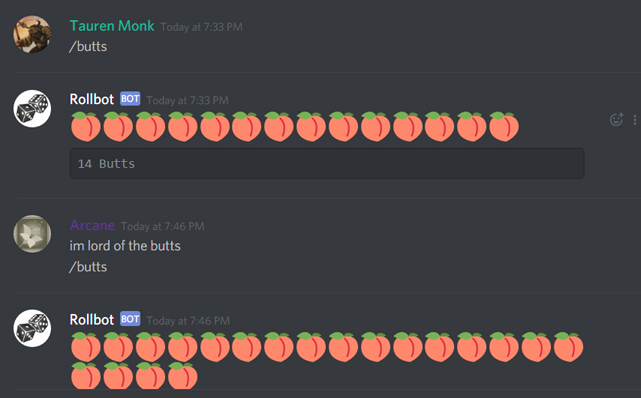 Tauren Monk Today at 7:33 PM
/butts
Rollbot BOT Today at 7:33 PM
14 Butts
Arcane Today at 7:46 PM
im lord of the butts
/butts
Rollbot BOT Today at 7:46 PM